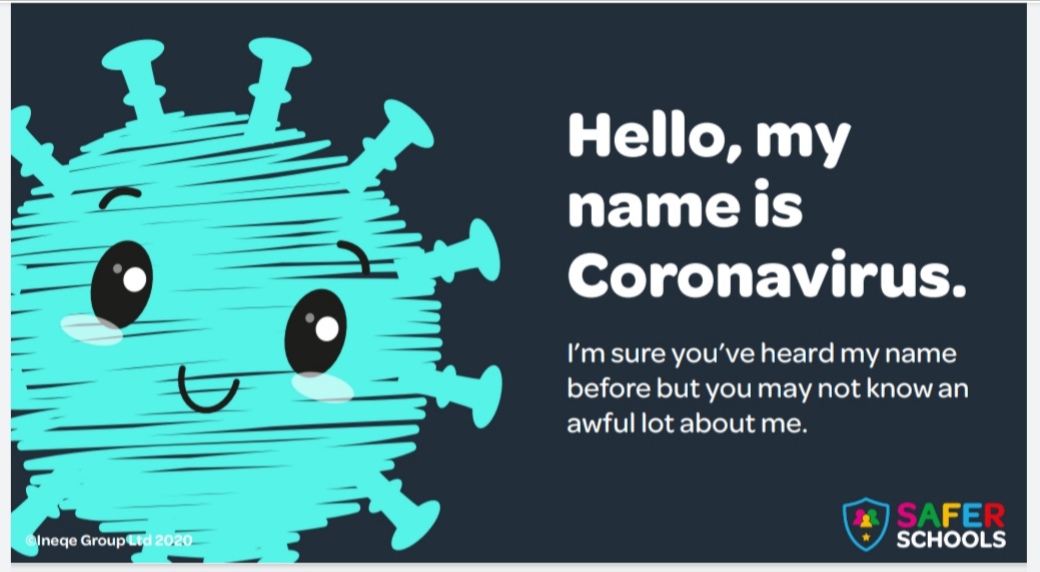 Hello, my
name is
Coronavirus.
I'm sure you've heard my name
before but you may not know an
awful lot about me.
©Ineqe Group Ltd 2020
SAFER
SCHOOLS